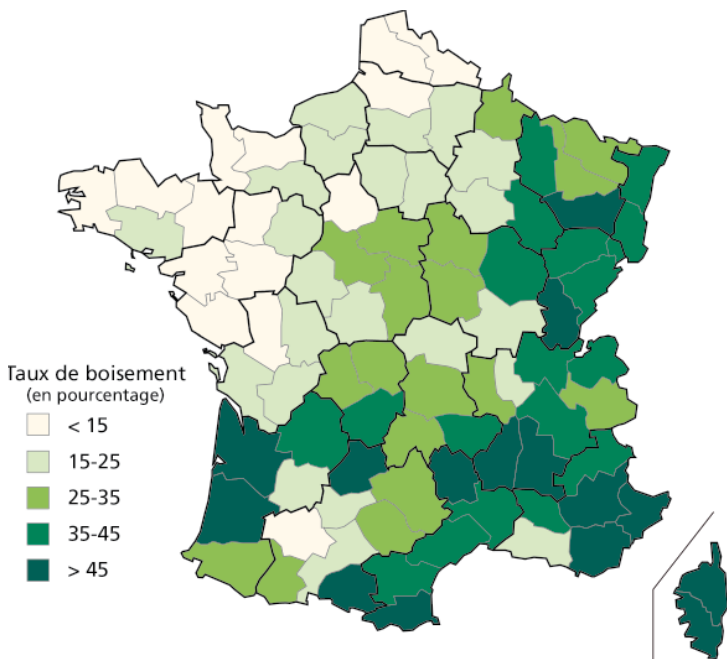 Taux de boisement
(en pourcentage)
< 15
15-25
25-35
35-45
> 45